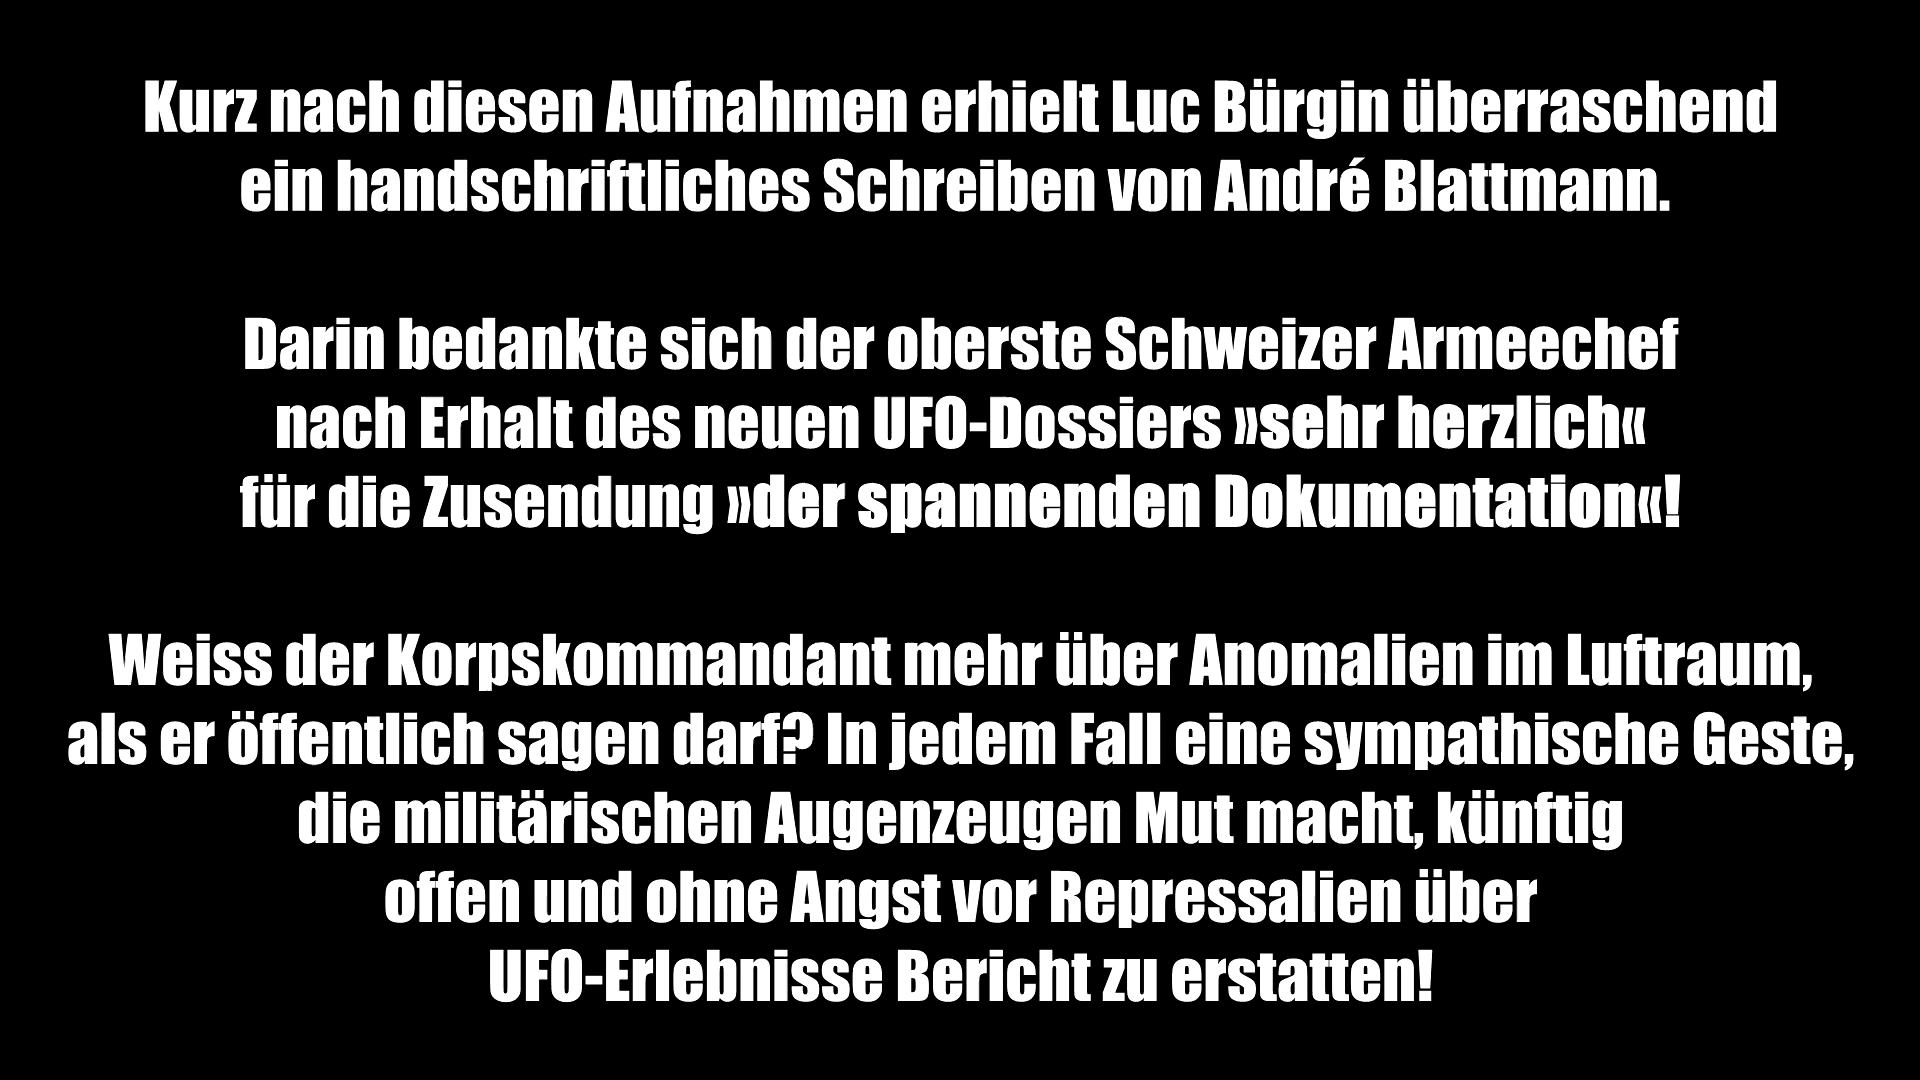 Kurz nach diesen Aufnahmen erhielt Luc Bürgin überraschend
ein handschriftliches Schreiben von André Blattmann.
Darin bedankte sich der oberste Schweizer Armeechef
nach Erhalt des neuen UFO-Dossiers »sehr herzlich«
für die Zusendung »der spannenden Dokumentation«!
Weiss der Korpskommandant mehr über Anomalien im Luftraum,
als er öffentlich sagen darf? In jedem Fall eine sympathische Geste,
die militärischen Augenzeugen Mut macht, künftig
offen und ohne Angst vor Repressalien über
UFO-Erlebnisse Bericht zu erstatten!